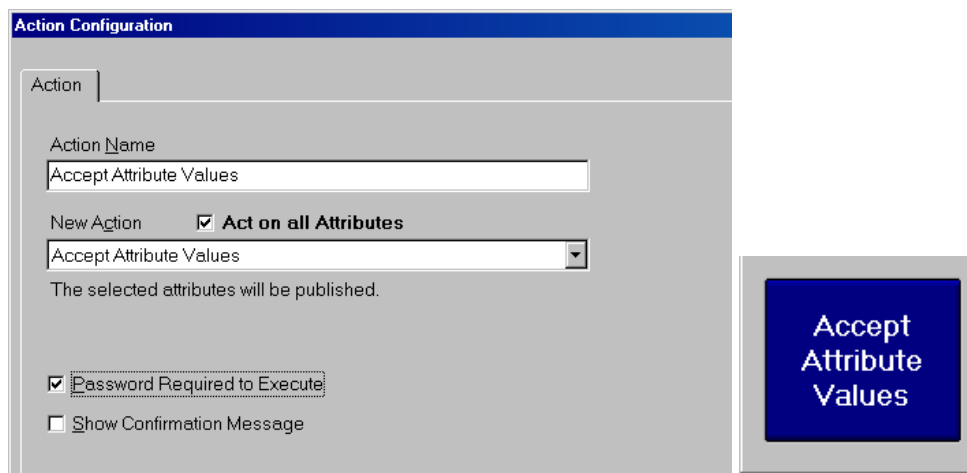 Action Configuration
Action
Action Name
Accept Attribute Values
New Action Act on all Attributes
Accept Attribute Values
The selected attributes will be published.
Password Required to Execute
Show Confirmation Message
Accept
Attribute
Values